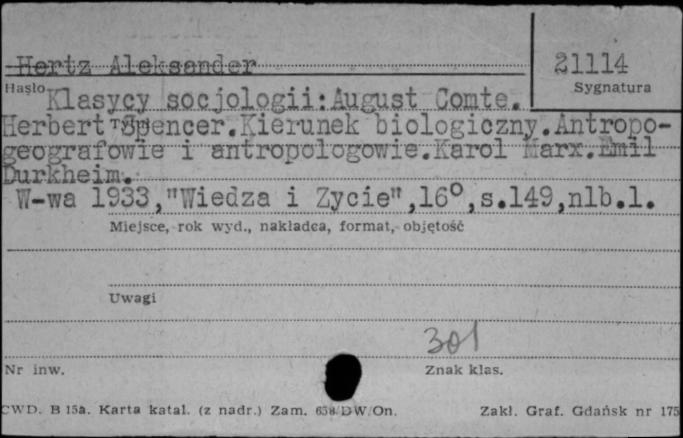 Hertz Aleksander
21114
Hasło
Sygnatura
Klasycy socjologii:August Comte.
Herbert Spencer.Kierunek biologiczny.Antropo-
geografowie i antropologowie.Karol Marx.Emil
Durkheim.
W-wa 1933,"Wiedza i Zycie",16°,s.149,nlb.1.
Miejsce, rok wyd., nakładca, format, objętość
Uwagi
301
Nr inw.
Znak klas.
CWD. B 15a. Karta katal. (z nadr.) Zam. 658/DW/On.
Zakł. Graf. Gdańsk nr 175